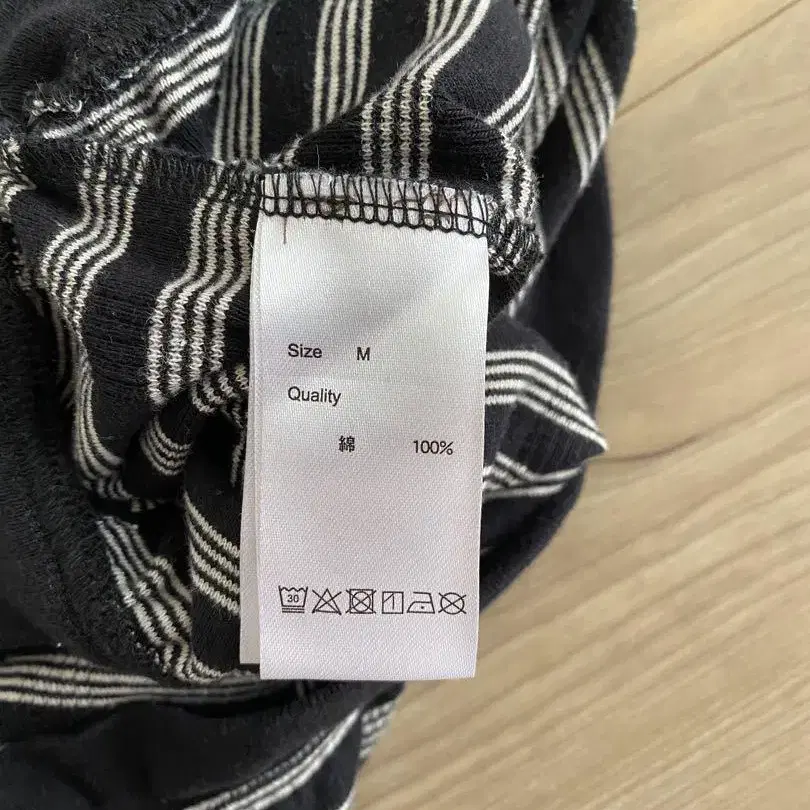 Size M
Quality
綿 100%
30